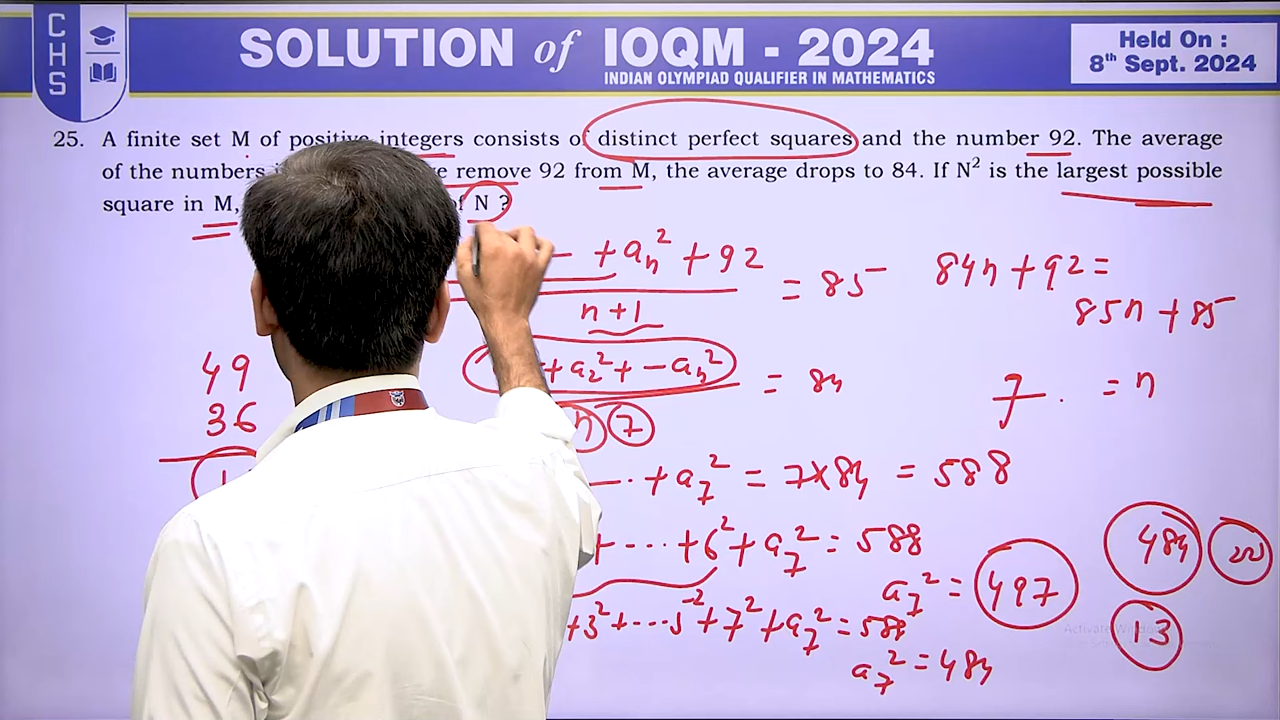 CHS
SOLUTION of IOQM - 2024
INDIAN OLYMPIAD QUALIFIER IN MATHEMATICS
Held On :
8th Sept. 2024
25. A finite set M of positive integers consists of distinct perfect squares and the number 92. The average
of the numbers remove 92 from M, the average drops to 84. If N² is the largest possible
square in M, N ?
+ aₙ² + 92
n+1
= 85
84n+92 =
85n+85
49
36
+ a₂² + - aₙ²
= 84
7 = n
n 7
+ a₇² = 7×84 = 588
+ ---- + 6² + a₇² = 588
a₇² = 497
484 22
+3² + ---5² + 7² + a₇² = 588
13
a₇² = 484
Activate Windows